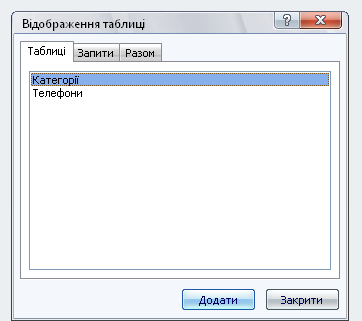 Відображення таблиці
Таблиці Запити Разом
Категорії
Телефони
Додати Закрити